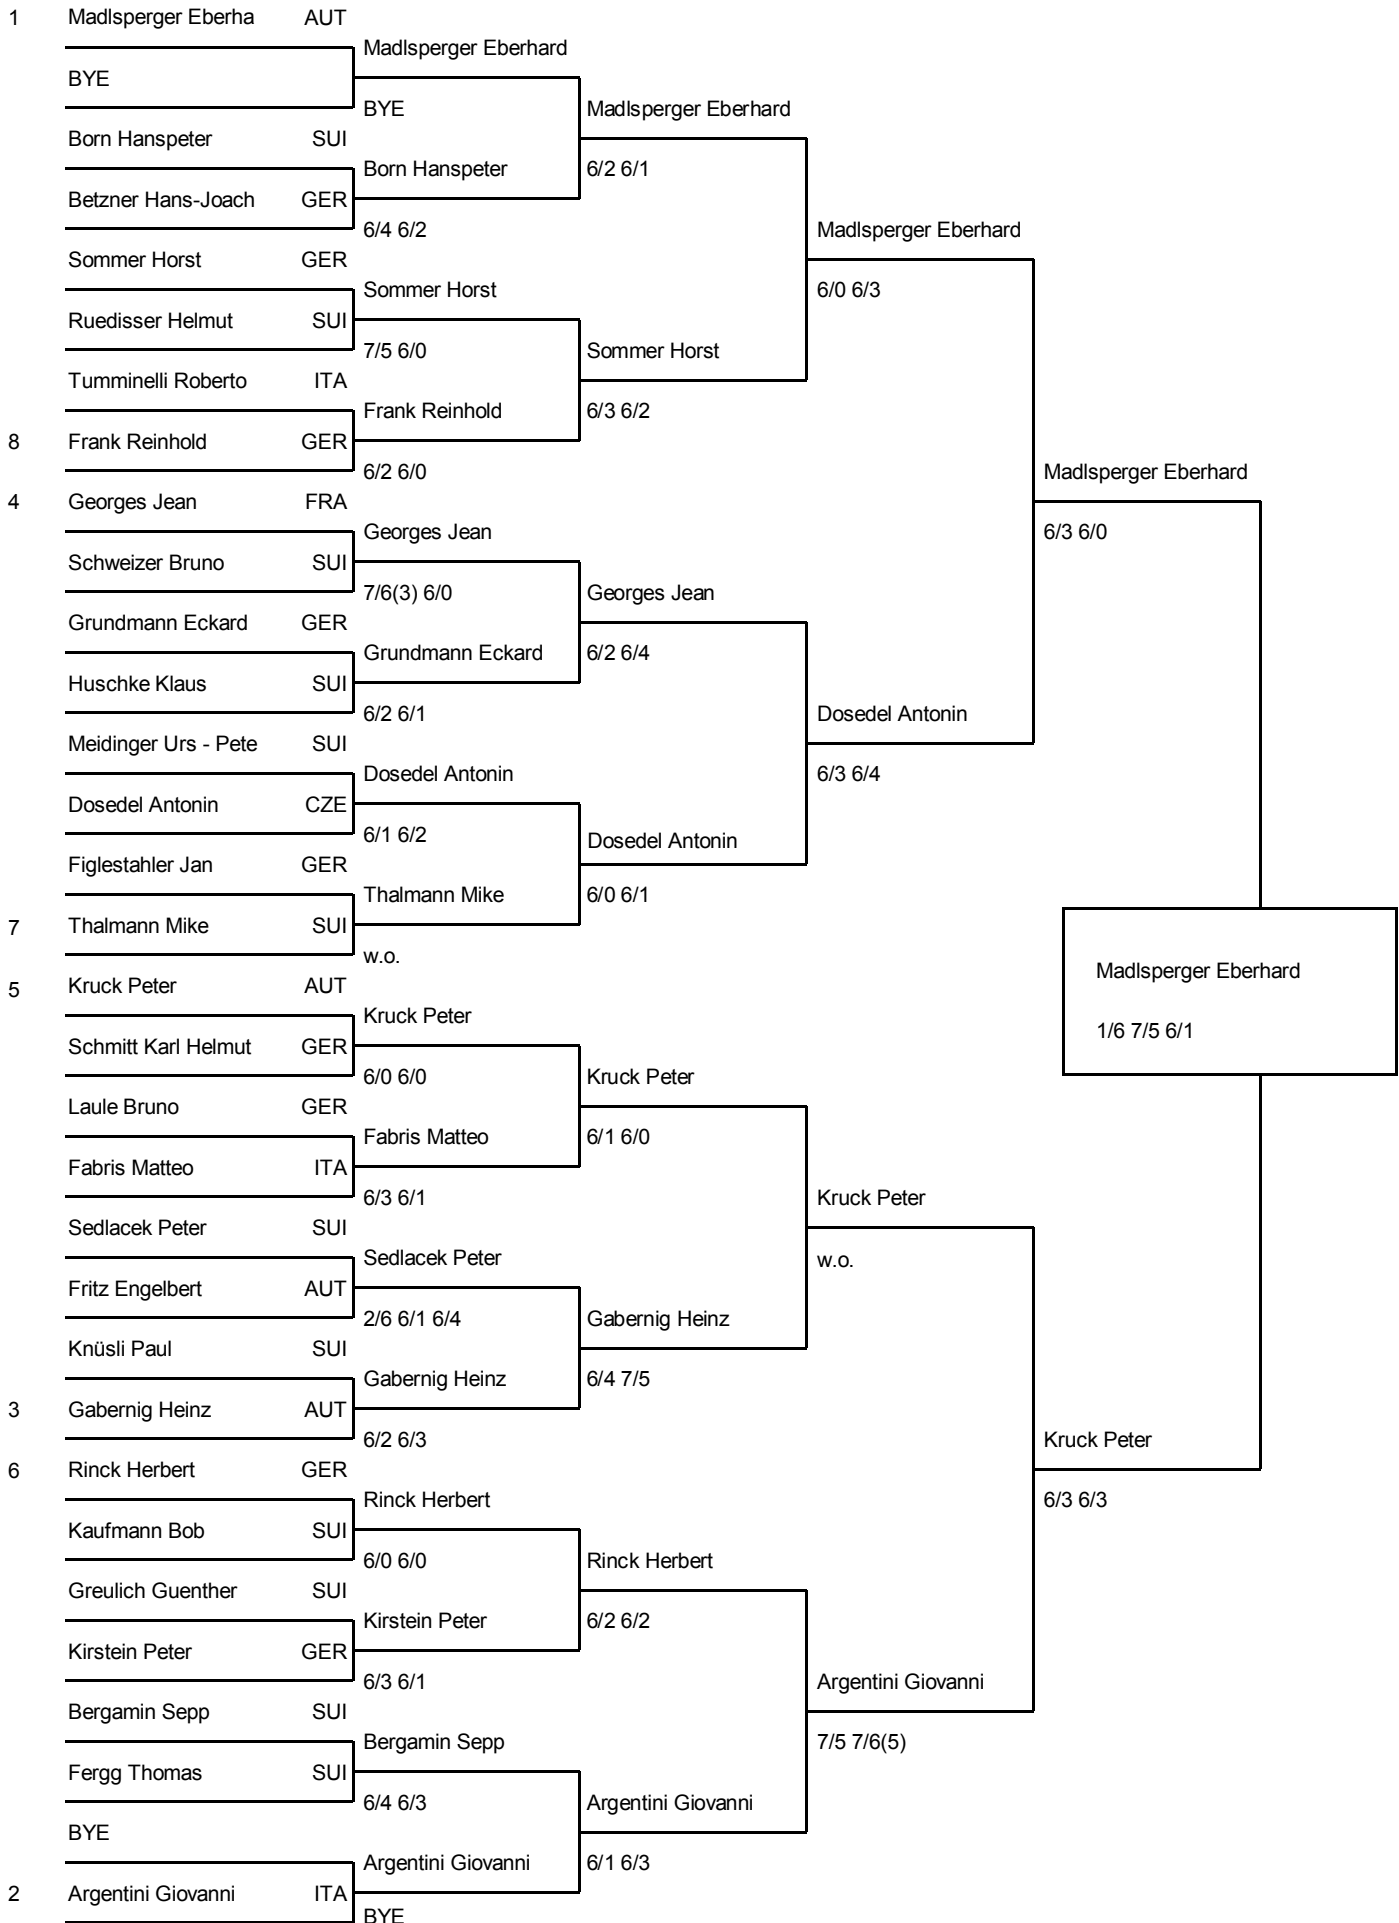 1 Madlsperger Eberha AUT
Madlsperger Eberhard
BYE
BYE Madlsperger Eberhard
Born Hanspeter SUI
Born Hanspeter 6/2 6/1
Betzner Hans-Joach GER
6/4 6/2 Madlsperger Eberhard
Sommer Horst GER
Sommer Horst 6/0 6/3
Ruedisser Helmut SUI
7/5 6/0 Sommer Horst
Tumminelli Roberto ITA
Frank Reinhold 6/3 6/2
8 Frank Reinhold GER
6/2 6/0 Madlsperger Eberhard
4 Georges Jean FRA
Georges Jean 6/3 6/0
Schweizer Bruno SUI
7/6(3) 6/0 Georges Jean
Grundmann Eckard GER
Grundmann Eckard 6/2 6/4
Huschke Klaus SUI
6/2 6/1 Dosedel Antonin
Meidinger Urs - Pete SUI
Dosedel Antonin 6/3 6/4
Dosedel Antonin CZE
6/1 6/2 Dosedel Antonin
Figlestahler Jan GER
Thalmann Mike 6/0 6/1
7 Thalmann Mike SUI
w.o.
Madlsperger Eberhard
5 Kruck Peter AUT
Kruck Peter
1/6 7/5 6/1
Schmitt Karl Helmut GER
6/0 6/0 Kruck Peter
Laule Bruno GER
Fabris Matteo 6/1 6/0
Fabris Matteo ITA
6/3 6/1 Kruck Peter
Sedlacek Peter SUI
Sedlacek Peter w.o.
Fritz Engelbert AUT
2/6 6/1 6/4 Gabernig Heinz
Knüsli Paul SUI
Gabernig Heinz 6/4 7/5
3 Gabernig Heinz AUT
6/2 6/3 Kruck Peter
6 Rinck Herbert GER
Rinck Herbert 6/3 6/3
Kaufmann Bob SUI
6/0 6/0 Rinck Herbert
Greulich Guenther SUI
Kirstein Peter 6/2 6/2
Kirstein Peter GER
6/3 6/1 Argentini Giovanni
Bergamin Sepp SUI
Bergamin Sepp 7/5 7/6(5)
Fergg Thomas SUI
6/4 6/3 Argentini Giovanni
BYE
Argentini Giovanni 6/1 6/3
2 Argentini Giovanni ITA
BYE